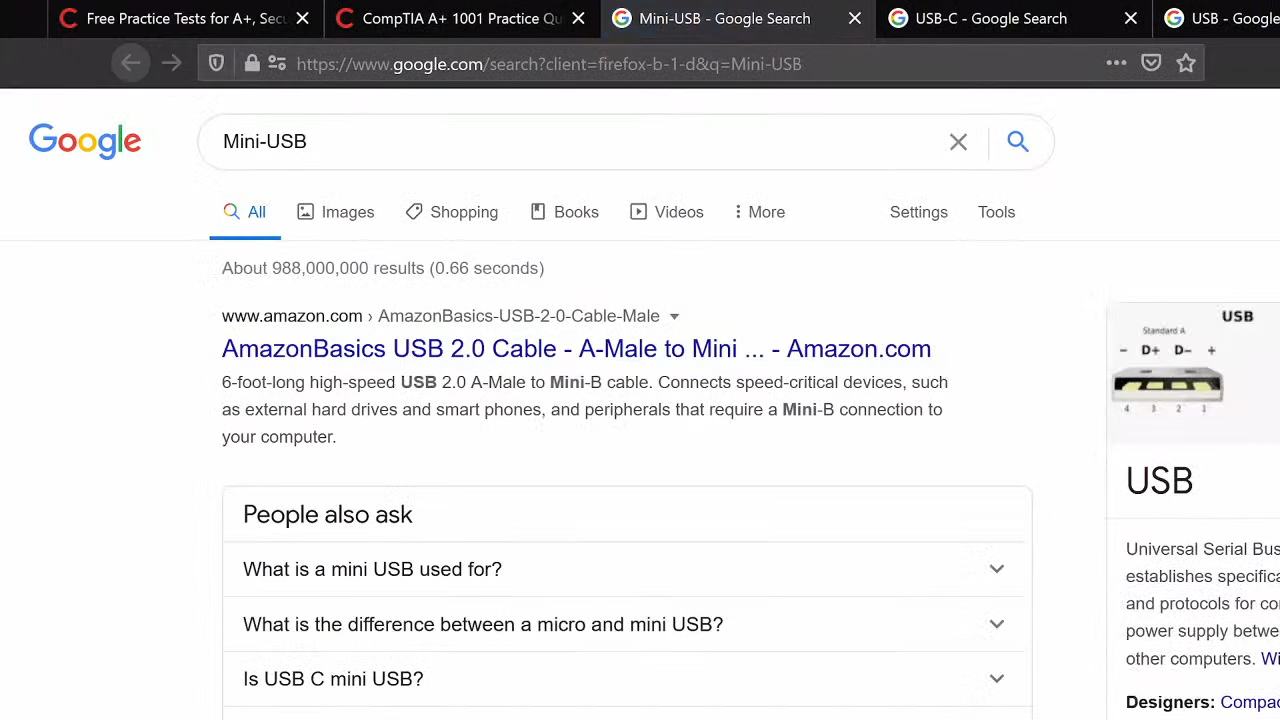 Free Practice Tests for A+, Secu
CompTIA A+ 1001 Practice Qu
Mini-USB - Google Search
USB-C - Google Search
USB - Google
https://www.google.com/search?client=firefox-b-1-d&q=Mini-USB
Google
Mini-USB
All
Images
Shopping
Books
Videos
More
Settings
Tools
About 988,000,000 results (0.66 seconds)
www.amazon.com › AmazonBasics-USB-2-0-Cable-Male
AmazonBasics USB 2.0 Cable - A-Male to Mini ... - Amazon.com
6-foot-long high-speed USB 2.0 A-Male to Mini-B cable. Connects speed-critical devices, such
as external hard drives and smart phones, and peripherals that require a Mini-B connection to
your computer.
People also ask
What is a mini USB used for?
What is the difference between a micro and mini USB?
Is USB C mini USB?
USB
Standard A
− D+ D− +
4 3 2 1
USB
Universal Serial Bus
establishes specifica
and protocols for co
power supply betwe
other computers. Wi
Designers: Compac